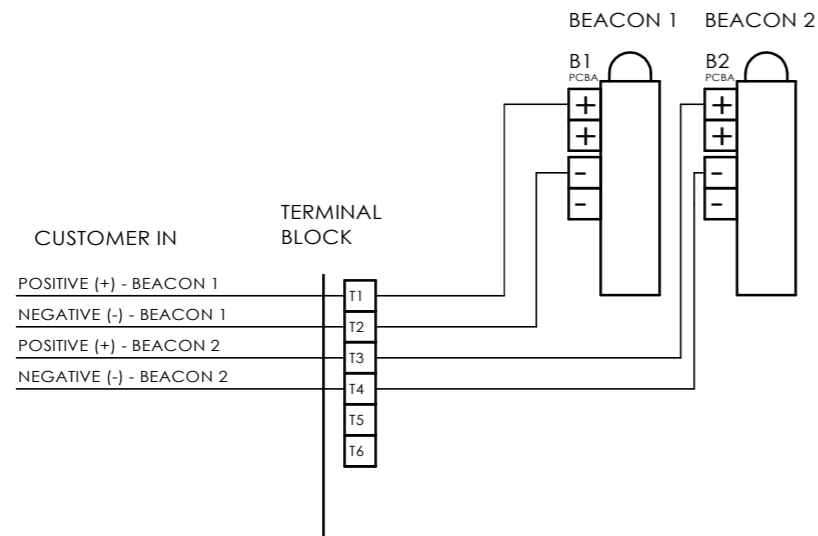 BEACON 1 BEACON 2
B1 B2
PCBA PCBA
+ +
+ +
- -
- -
TERMINAL
BLOCK
CUSTOMER IN
POSITIVE (+) - BEACON 1
T1
NEGATIVE (-) - BEACON 1
T2
POSITIVE (+) - BEACON 2
T3
NEGATIVE (-) - BEACON 2
T4
T5
T6